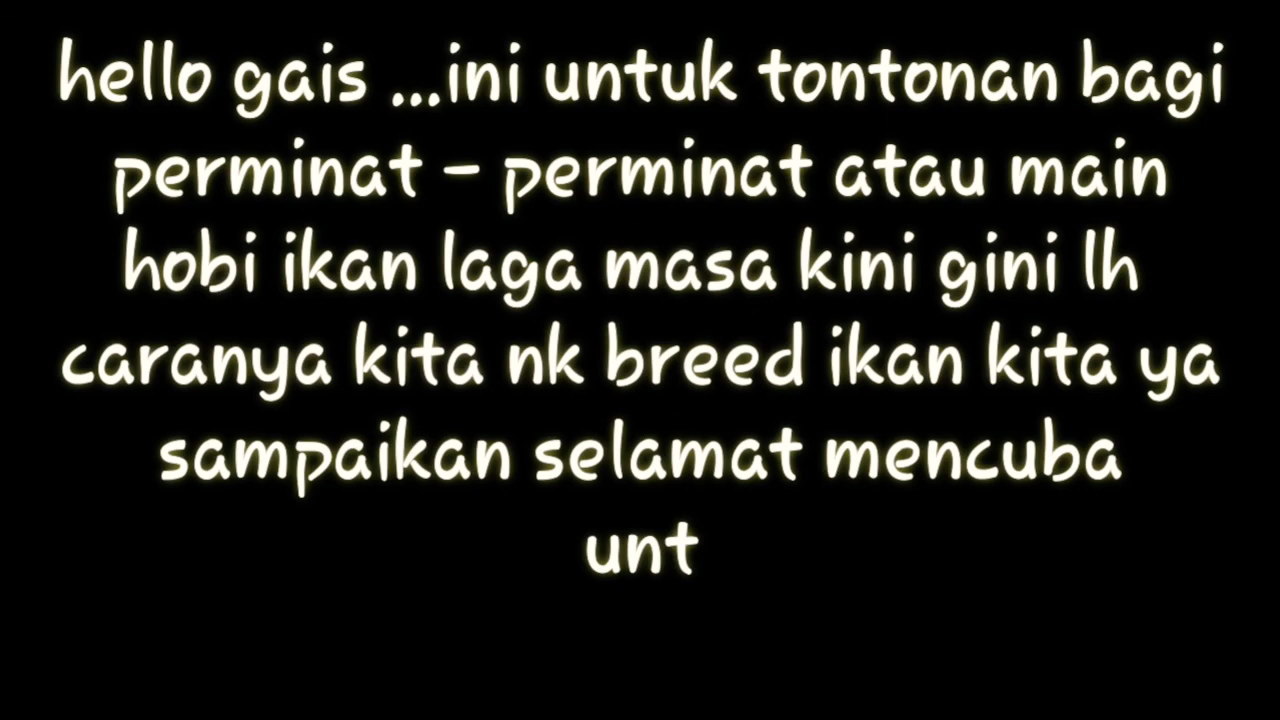 hello gais ...ini untuk tontonan bagi
perminat - perminat atau main
hobi ikan laga masa kini gini lh
caranya kita nk breed ikan kita ya
sampaikan selamat mencuba
unt